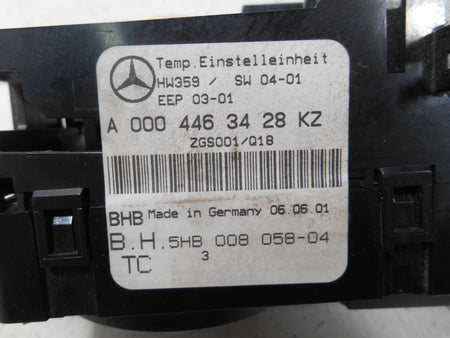 Temp.Einstelleinheit
HW359 / SW 04-01
EEP 03-01
A 000 446 34 28 KZ
ZGS001/Q18
BHB Made in Germany 06.06.01
B.H.5HB 008 058-04
TC 3